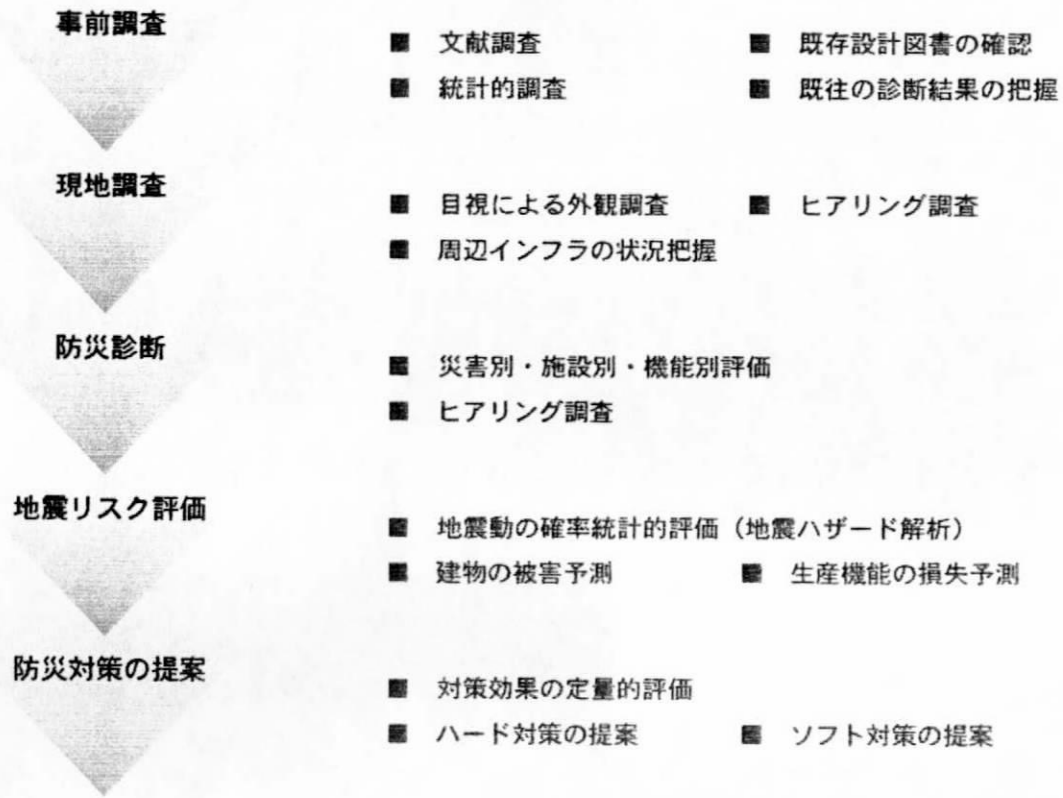 事前調査
■ 文献調査 ■ 既存設計図書の確認
■ 統計的調査 ■ 既往の診断結果の把握
現地調査
■ 目視による外観調査 ■ ヒアリング調査
■ 周辺インフラの状況把握
防災診断
■ 災害別・施設別・機能別評価
■ ヒアリング調査
地震リスク評価
■ 地震動の確率統計的評価（地震ハザード解析）
■ 建物の被害予測 ■ 生産機能の損失予測
防災対策の提案
■ 対策効果の定量的評価
■ ハード対策の提案 ■ ソフト対策の提案